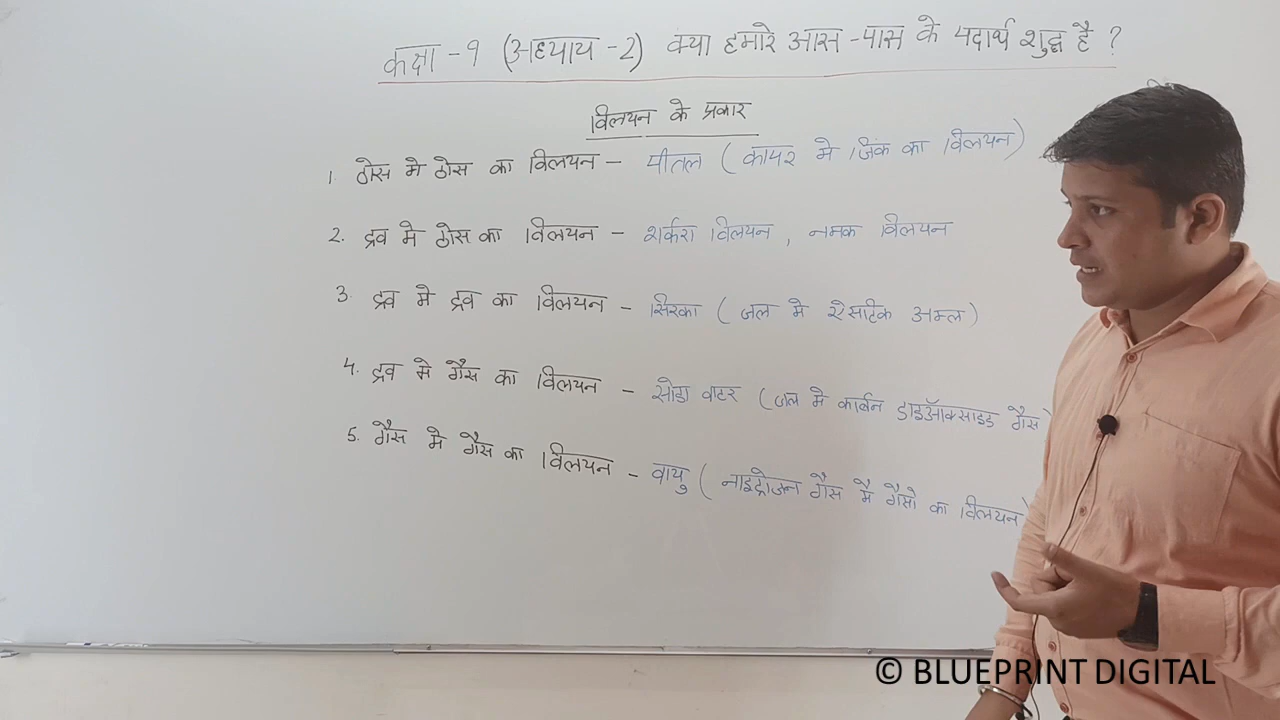 कक्षा - 9 (अध्याय - 2) क्या हमारे आस - पास के पदार्थ शुद्ध है ?
विलयन के प्रकार
1. ठोस मे ठोस का विलयन - पीतल ( कापर मे जिंक का विलयन)
2. द्रव मे ठोस का विलयन - शर्करा विलयन , नमक विलयन
3. द्रव मे द्रव का विलयन - सिरका ( जल मे ऐसिटिक अम्ल)
4. द्रव मे गैस का विलयन - सोडा वाटर (जल मे कार्बन डाइऑक्साइड गैस)
5. गैस मे गैस का विलयन - वायु ( नाइट्रोजन गैस मै गैसो का विलयन)
© BLUEPRINT DIGITAL